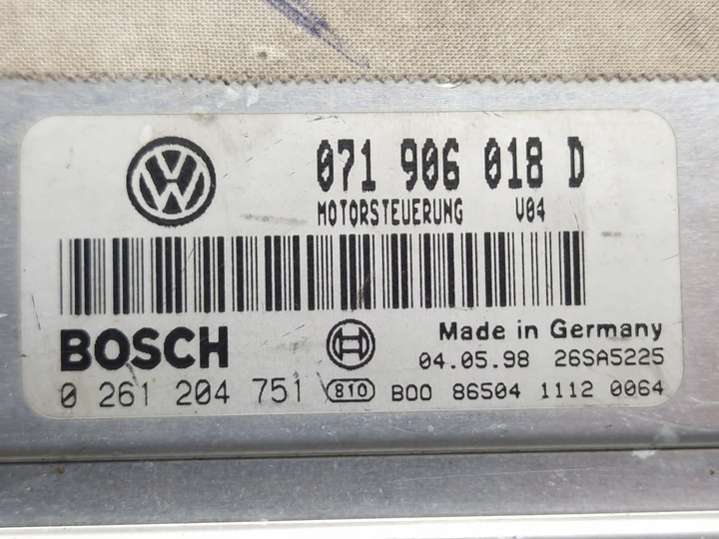 071 906 018 D
MOTORSTEUERUNG V04
BOSCH
Made in Germany
04.05.98 26SA5225
0 261 204 751 810 B00 86504 1112 0064